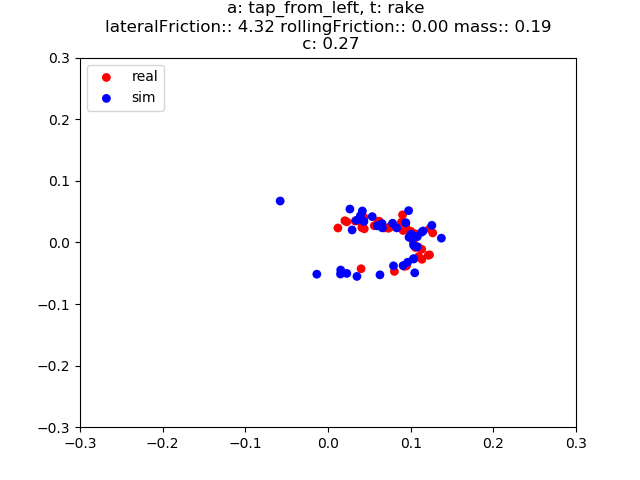 a: tap_from_left, t: rake
lateralFriction:: 4.32 rollingFriction:: 0.00 mass:: 0.19
c: 0.27
real
sim
0.3
0.2
0.1
0.0
−0.1
−0.2
−0.3
−0.3 −0.2 −0.1 0.0 0.1 0.2 0.3